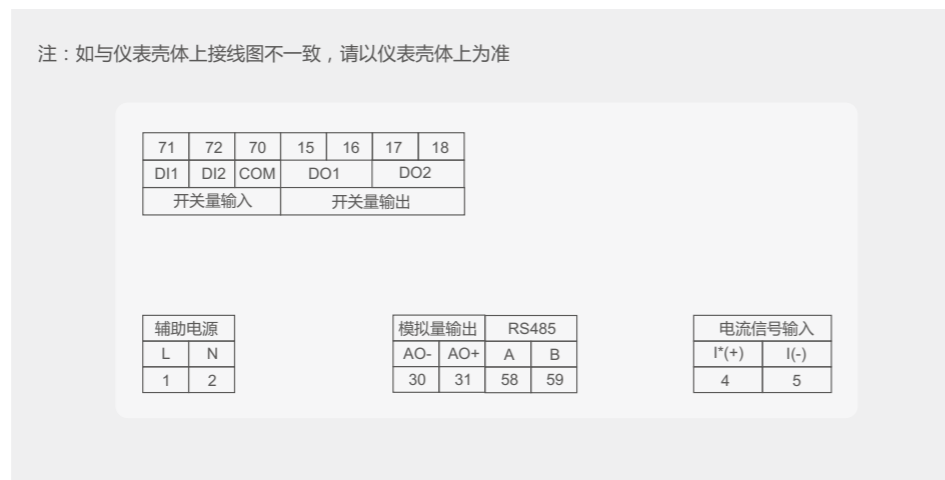 注：如与仪表壳体上接线图不一致，请以仪表壳体上为准
71 72 70 15 16 17 18
DI1 DI2 COM DO1 DO2
开关量输入 开关量输出
辅助电源 模拟量输出 RS485 电流信号输入
L N AO- AO+ A B I*(+) I(-)
1 2 30 31 58 59 4 5